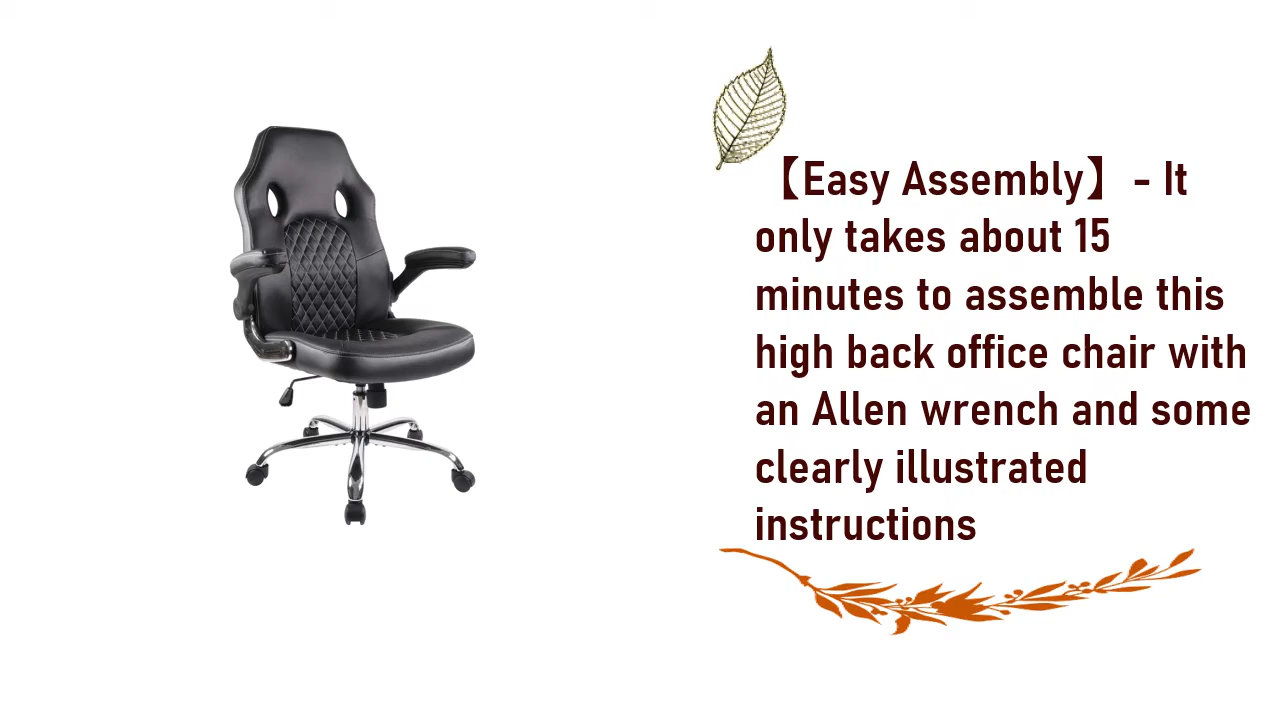 【Easy Assembly】 - It
only takes about 15
minutes to assemble this
high back office chair with
an Allen wrench and some
clearly illustrated
instructions